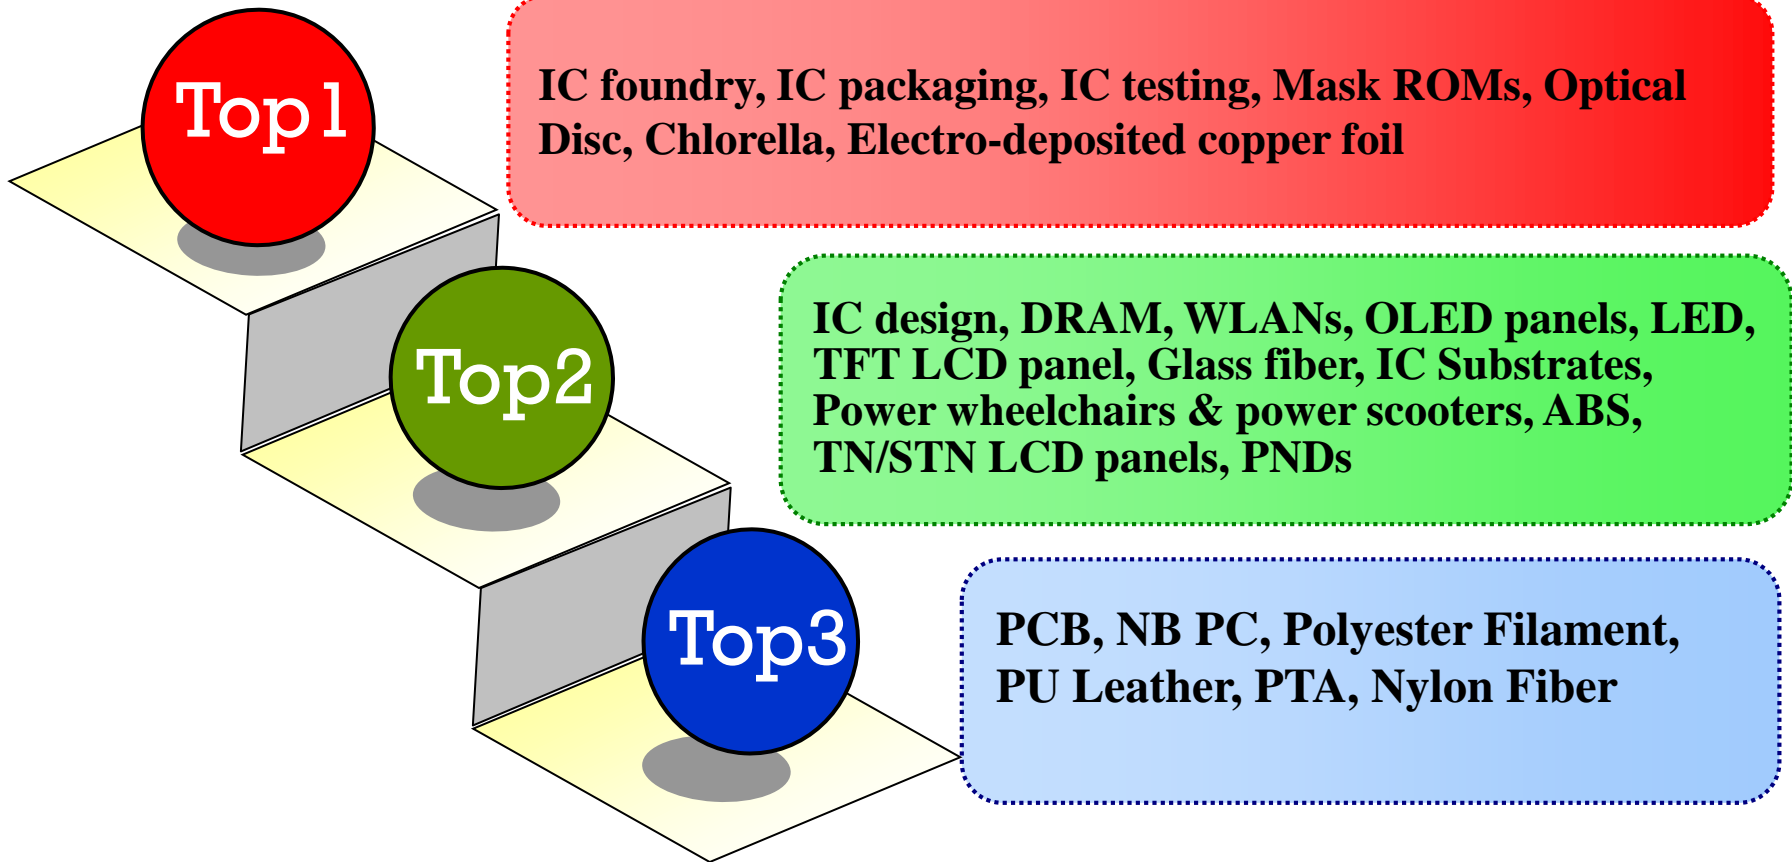 Top1
IC foundry, IC packaging, IC testing, Mask ROMs, Optical
Disc, Chlorella, Electro-deposited copper foil
Top2
IC design, DRAM, WLANs, OLED panels, LED,
TFT LCD panel, Glass fiber, IC Substrates,
Power wheelchairs & power scooters, ABS,
TN/STN LCD panels, PNDs
Top3
PCB, NB PC, Polyester Filament,
PU Leather, PTA, Nylon Fiber